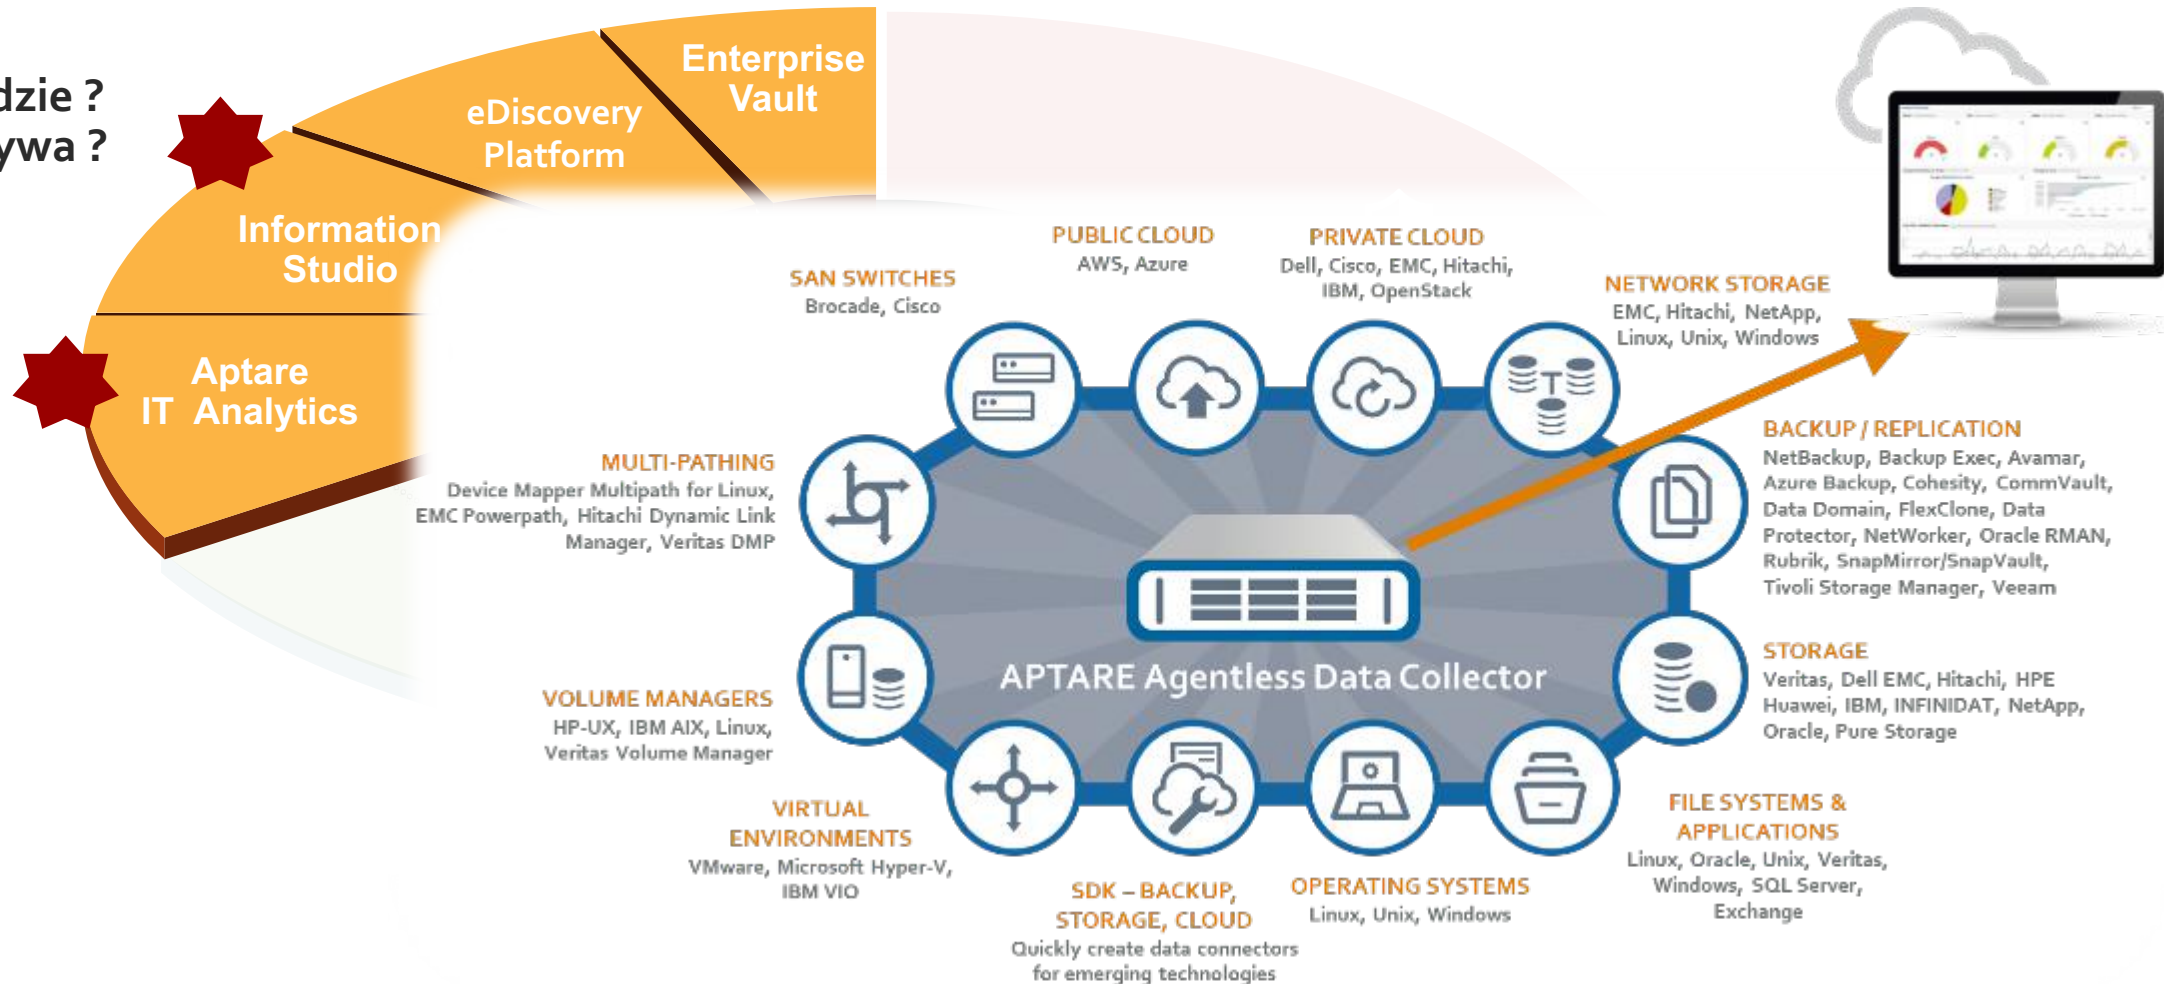 ?
?
Enterprise
Vault
eDiscovery
Platform
Information
Studio
Aptare
IT Analytics
PUBLIC CLOUD
AWS, Azure
PRIVATE CLOUD
Dell, Cisco, EMC, Hitachi,
IBM, OpenStack
SAN SWITCHES
Brocade, Cisco
NETWORK STORAGE
EMC, Hitachi, NetApp,
Linux, Unix, Windows
MULTI-PATHING
Device Mapper Multipath for Linux,
EMC Powerpath, Hitachi Dynamic Link
Manager, Veritas DMP
BACKUP / REPLICATION
NetBackup, Backup Exec, Avamar,
Azure Backup, Cohesity, CommVault,
Data Domain, FlexClone, Data
Protector, NetWorker, Oracle RMAN,
Rubrik, SnapMirror/SnapVault,
Tivoli Storage Manager, Veeam
APTARE Agentless Data Collector
STORAGE
Veritas, Dell EMC, Hitachi, HPE
Huawei, IBM, INFINIDAT, NetApp,
Oracle, Pure Storage
VOLUME MANAGERS
HP-UX, IBM AIX, Linux,
Veritas Volume Manager
VIRTUAL
ENVIRONMENTS
VMware, Microsoft Hyper-V,
IBM VIO
SDK – BACKUP,
STORAGE, CLOUD
Quickly create data connectors
for emerging technologies
OPERATING SYSTEMS
Linux, Unix, Windows
FILE SYSTEMS &
APPLICATIONS
Linux, Oracle, Unix, Veritas,
Windows, SQL Server,
Exchange